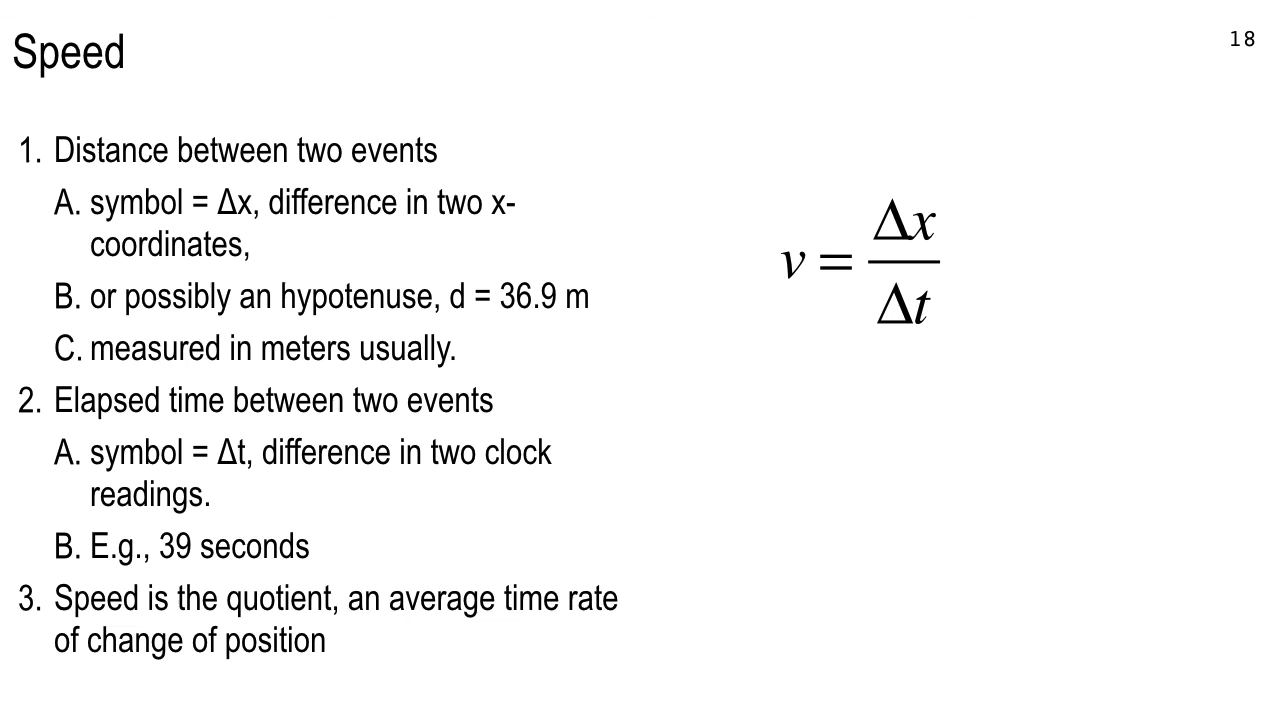 Speed
18
1. Distance between two events
A. symbol = Δx, difference in two x-
coordinates,
B. or possibly an hypotenuse, d = 36.9 m
C. measured in meters usually.
2. Elapsed time between two events
A. symbol = Δt, difference in two clock
readings.
B. E.g., 39 seconds
3. Speed is the quotient, an average time rate
of change of position
v = Δx / Δt